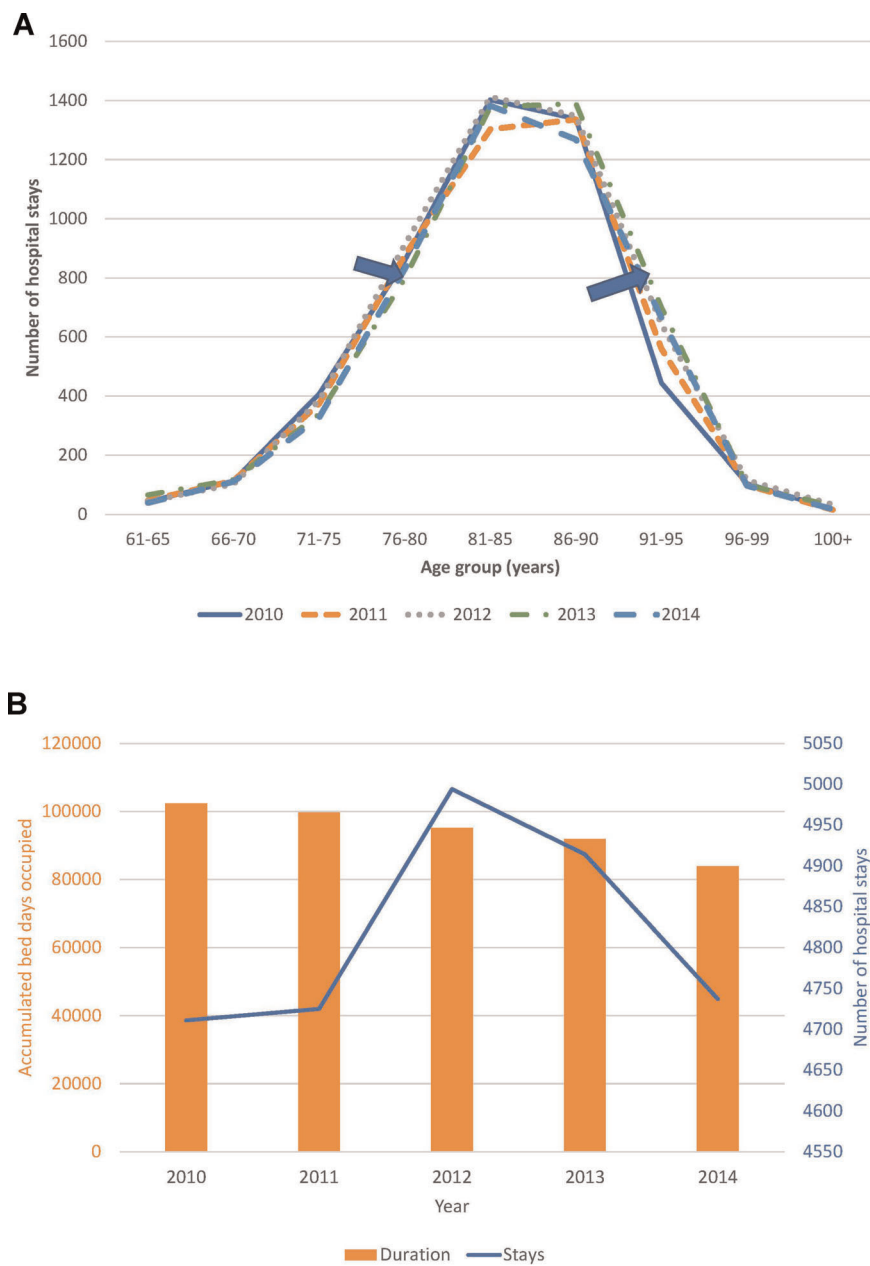 A
1600
1400
1200
1000
800
600
400
200
0
Number of hospital stays
61-65 66-70 71-75 76-80 81-85 86-90 91-95 96-99 100+
Age group (years)
2010 2011 2012 2013 2014
B
120000
100000
80000
60000
40000
20000
0
Accumulated bed days occupied
5050
5000
4950
4900
4850
4800
4750
4700
4650
4600
4550
Number of hospital stays
2010 2011 2012 2013 2014
Year
Duration Stays